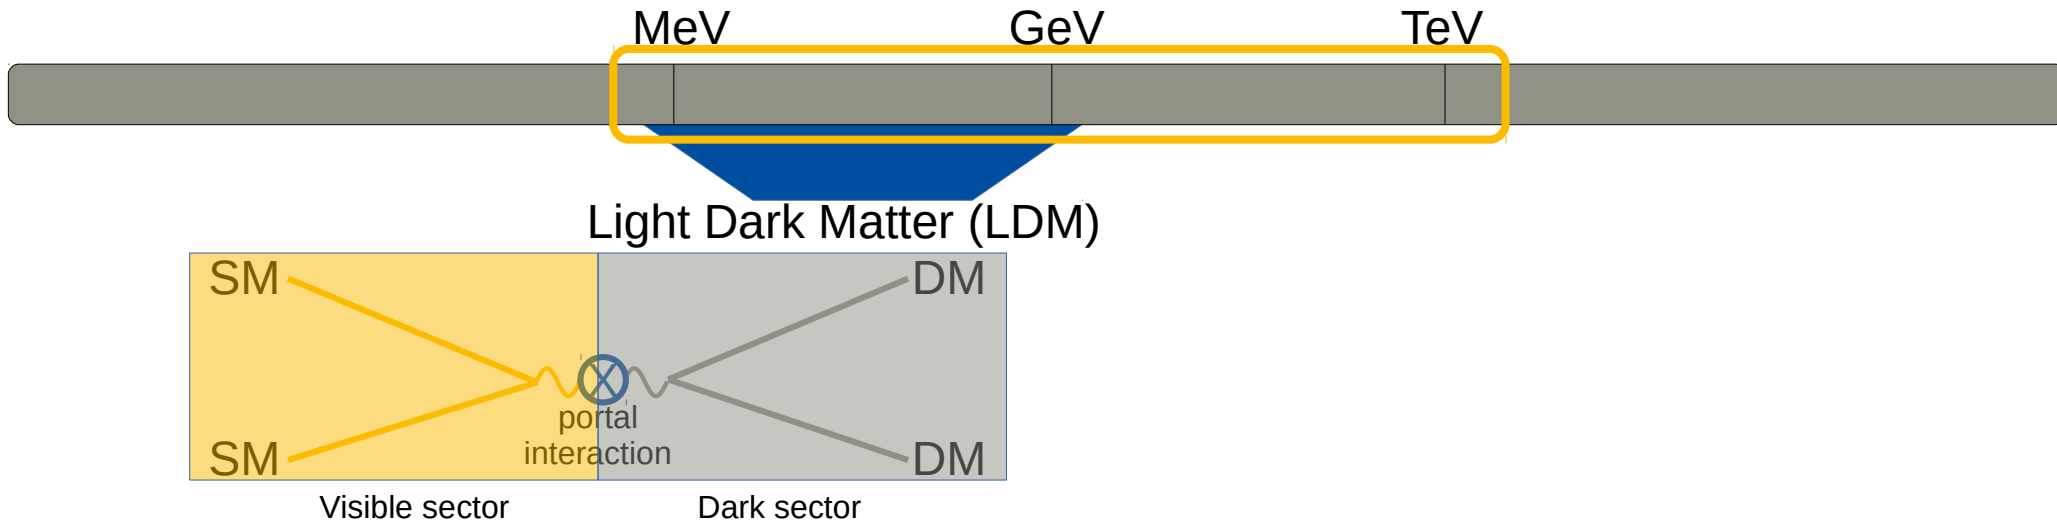 MeV GeV TeV
Light Dark Matter (LDM)
SM DM
portal
interaction
SM DM
Visible sector Dark sector